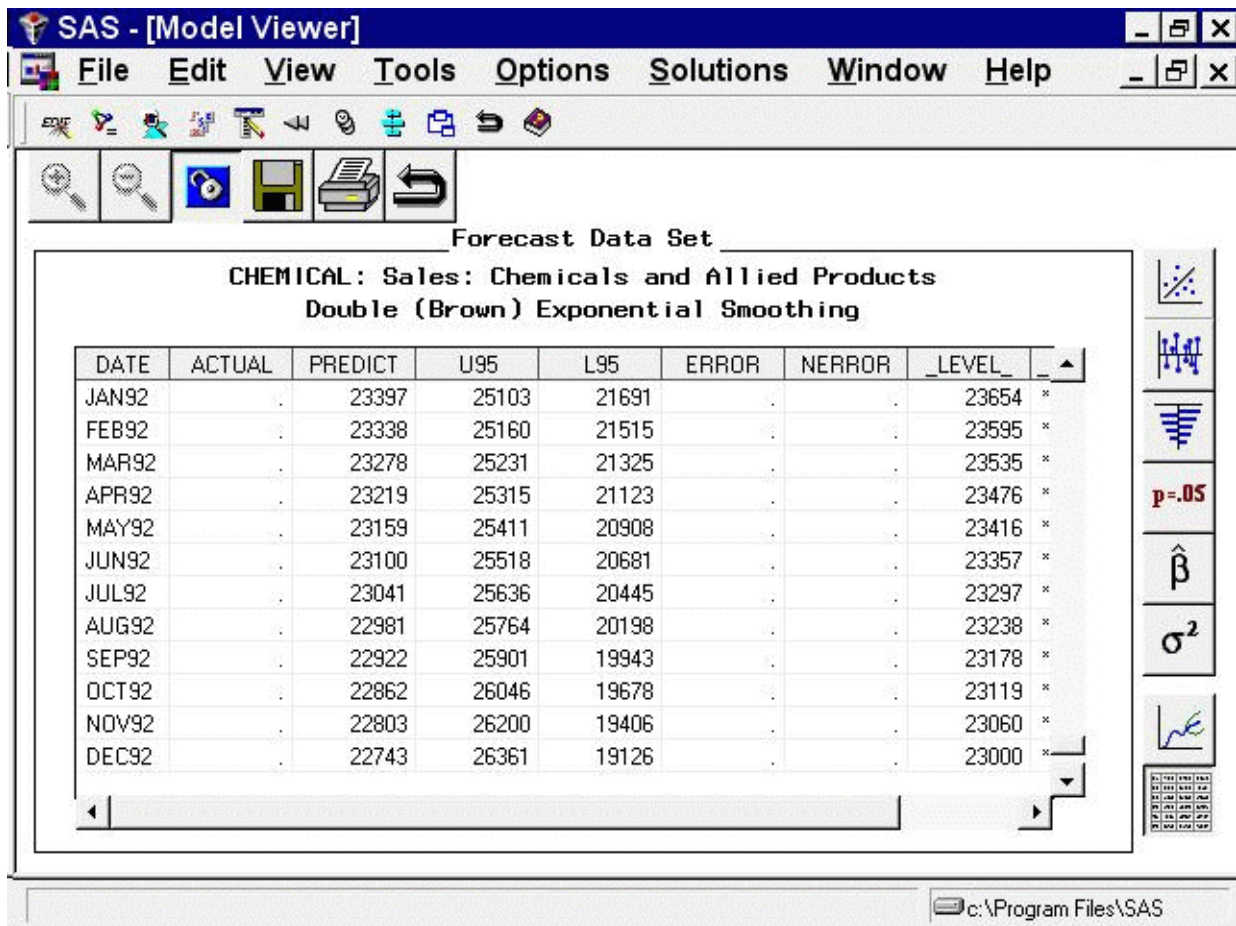 SAS - [Model Viewer]
File Edit View Tools Options Solutions Window Help
Forecast Data Set
CHEMICAL: Sales: Chemicals and Allied Products
Double (Brown) Exponential Smoothing
DATE ACTUAL PREDICT U95 L95 ERROR NERROR _LEVEL_ _
JAN92 . 23397 25103 21691 . . 23654 *
FEB92 . 23338 25160 21515 . . 23595 *
MAR92 . 23278 25231 21325 . . 23535 *
APR92 . 23219 25315 21123 . . 23476 *
MAY92 . 23159 25411 20908 . . 23416 *
JUN92 . 23100 25518 20681 . . 23357 *
JUL92 . 23041 25636 20445 . . 23297 *
AUG92 . 22981 25764 20198 . . 23238 *
SEP92 . 22922 25901 19943 . . 23178 *
OCT92 . 22862 26046 19678 . . 23119 *
NOV92 . 22803 26200 19406 . . 23060 *
DEC92 . 22743 26361 19126 . . 23000 *
p=.05
β̂
σ²
c:\Program Files\SAS